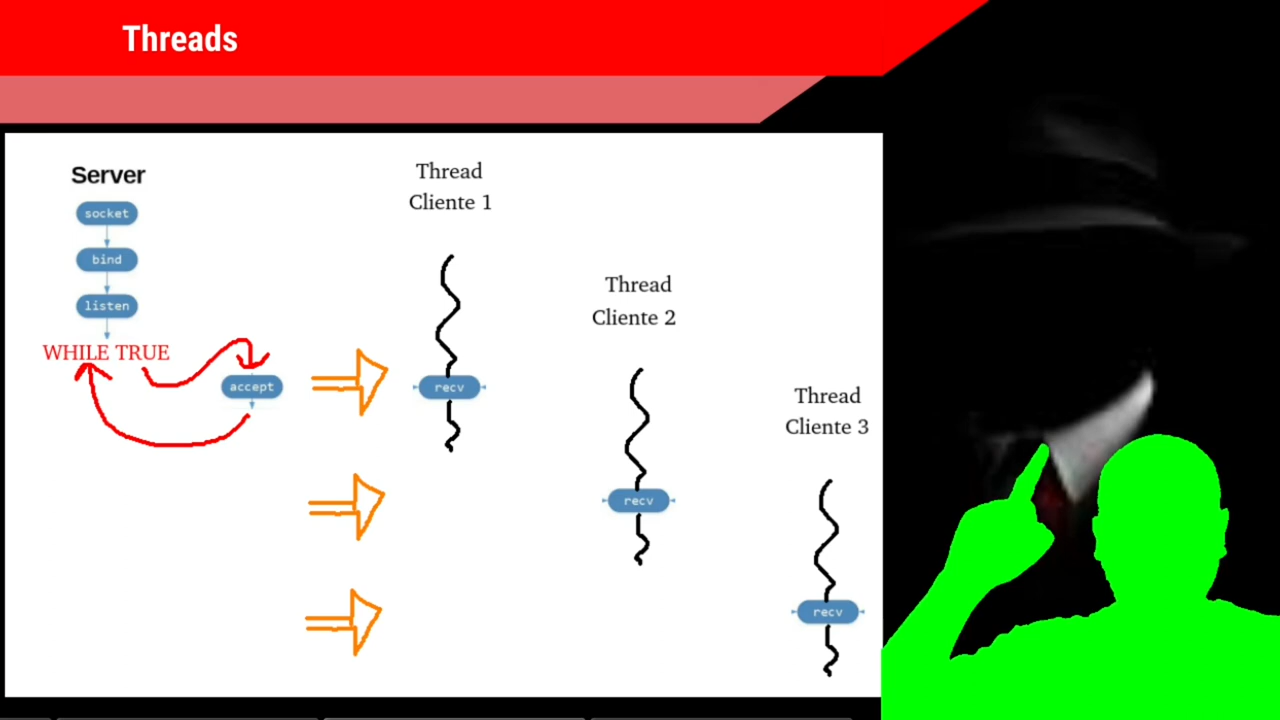 Threads
Server
socket
bind
listen
WHILE TRUE
accept
Thread
Cliente 1
recv
Thread
Cliente 2
recv
Thread
Cliente 3
recv